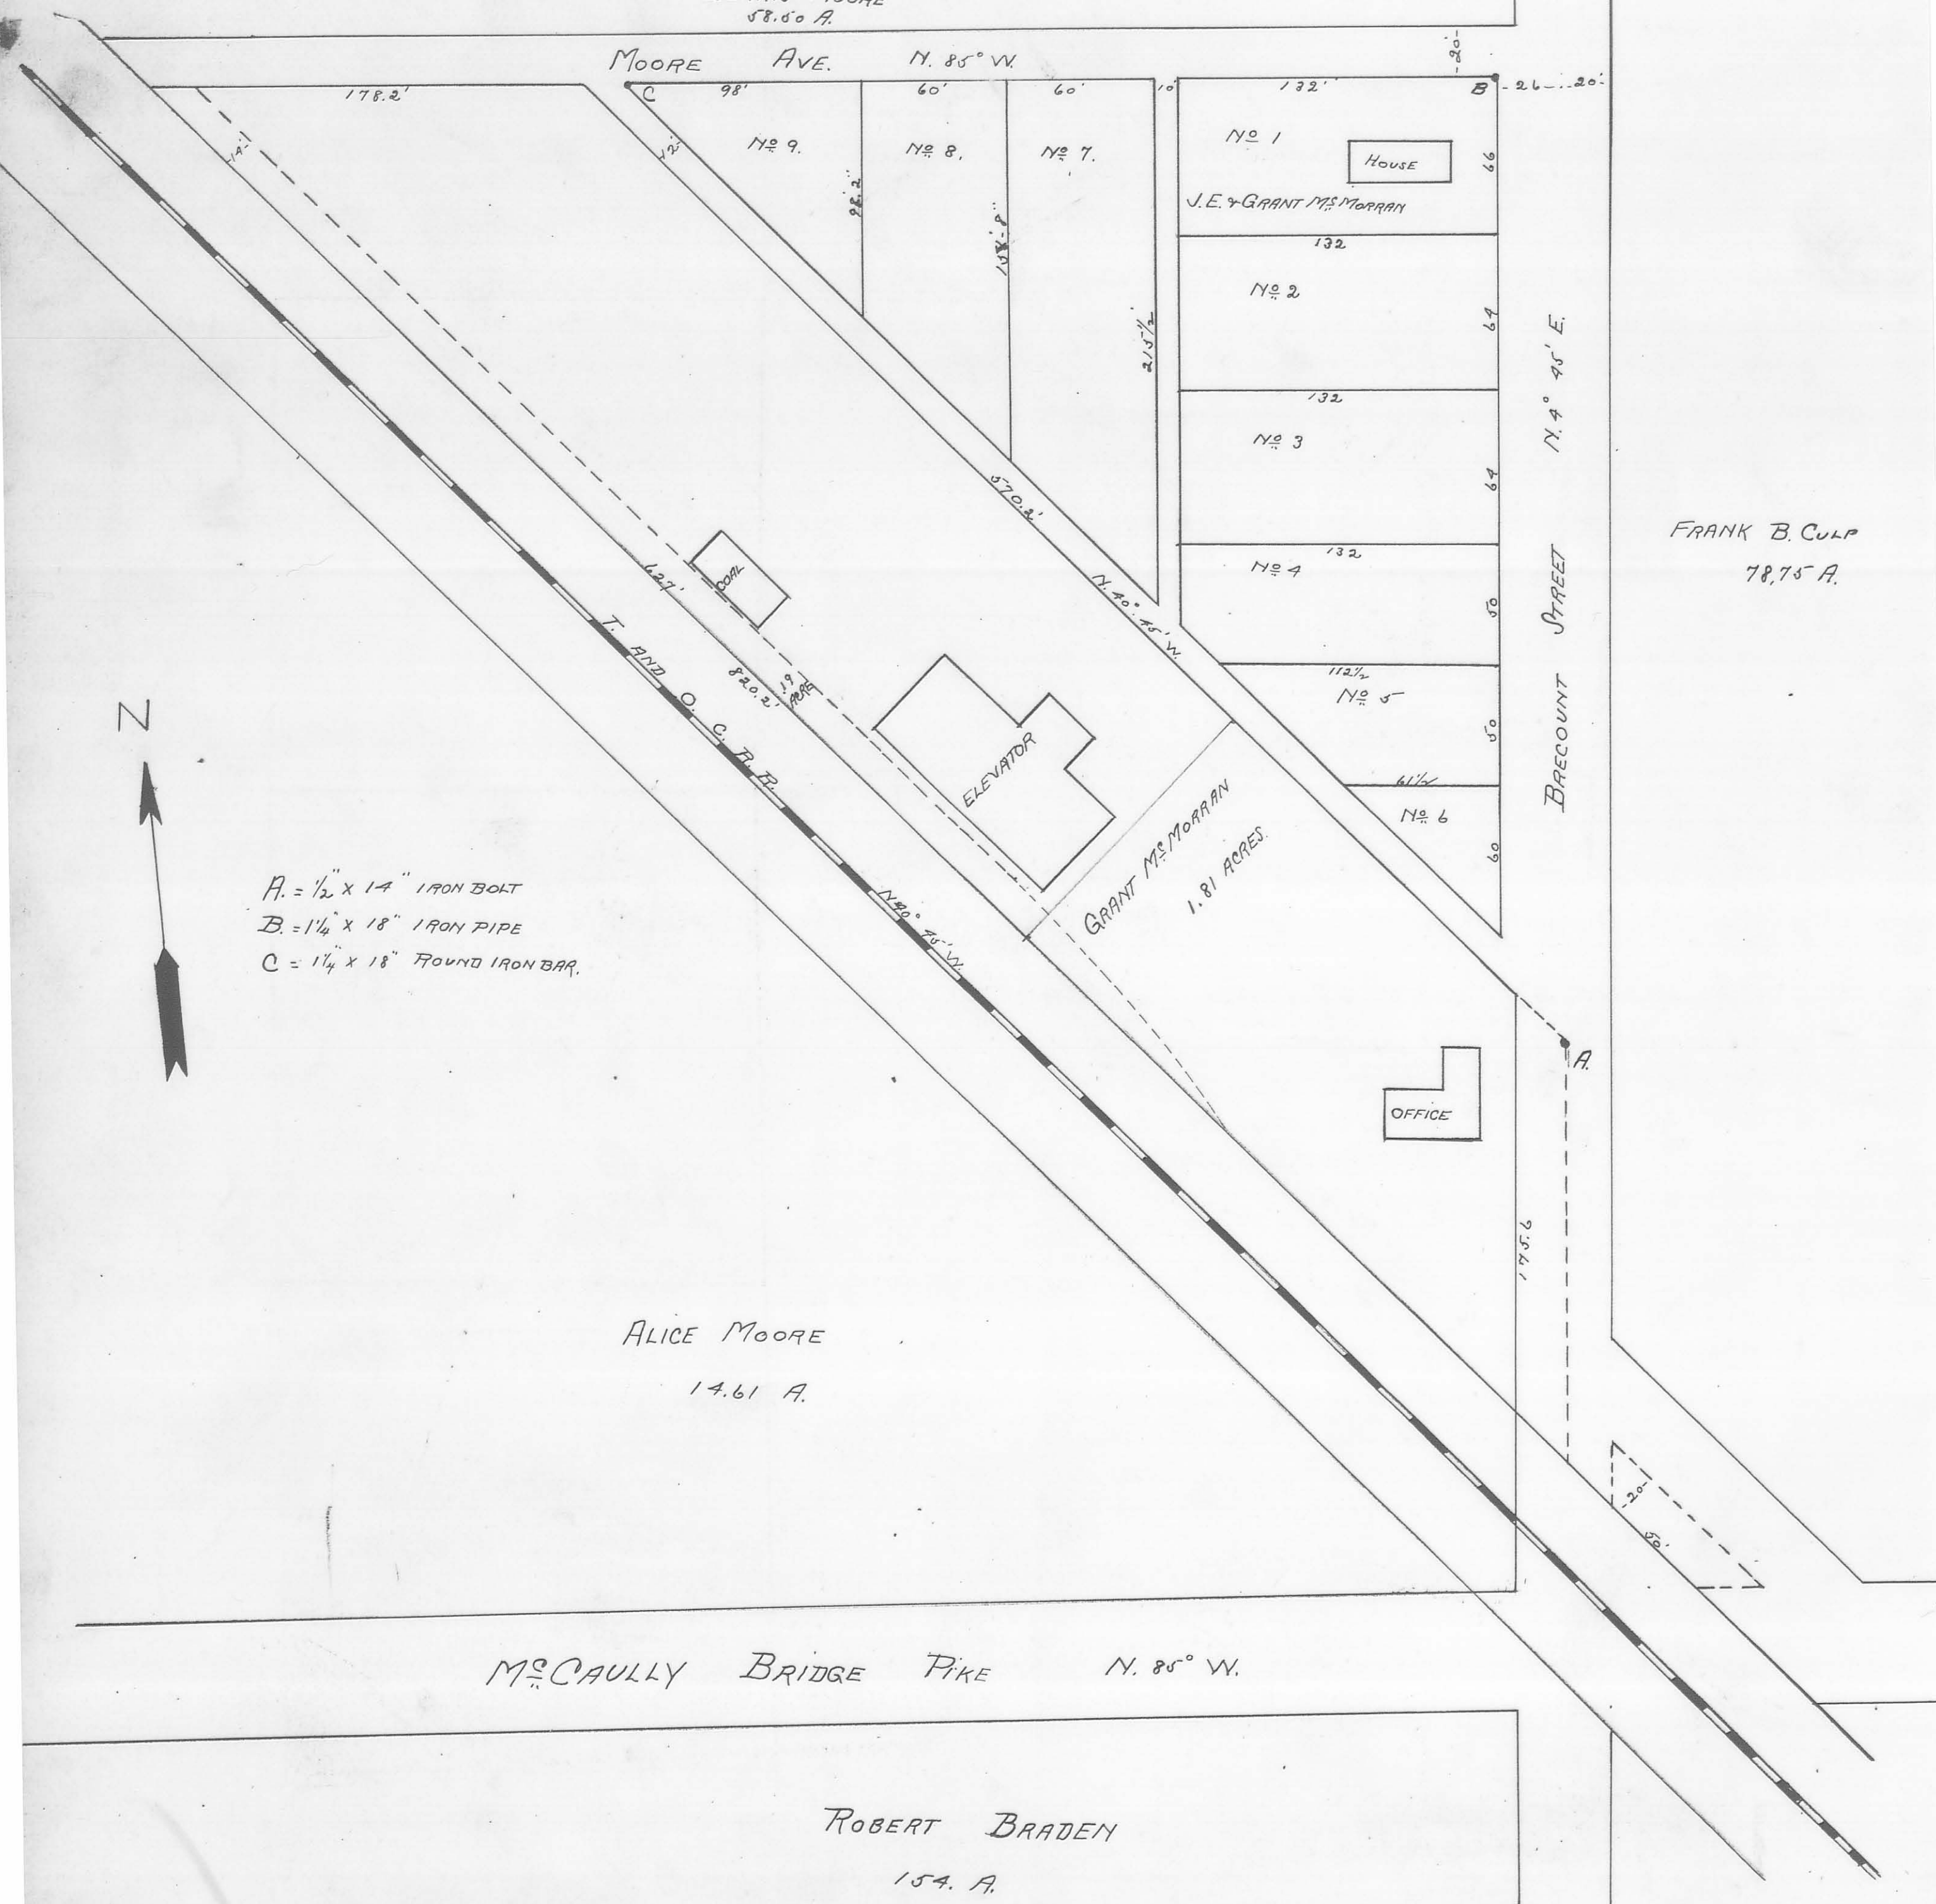 58.50 A.
MOORE AVE. N. 85° W.
-20-
178.2'
C
98'
60'
60'
10'
132'
B
-26-
-20-
14'
12'
No 9.
No 8.
No 7.
No 1
HOUSE
66
98'.2"
158'-8"
J.E. & GRANT McMORRAN
132
No 2
64
215½'
132
No 3
64
N. 4° 45' E.
BRECOUNT STREET
570.2'
132
No 4
50
FRANK B. CULP
78.75 A.
N. 40° 45' W.
COAL
627'
T. AND O. C. R. R.
820.2'
.19 ACRE
112½
No 5
50
61½
No 6
60
ELEVATOR
GRANT McMORRAN
1.81 ACRES.
N
A. = ½" x 14" IRON BOLT
B. = 1¼" x 18" IRON PIPE
C = 1¼" x 18" ROUND IRON BAR.
N 40° 45' W.
A.
OFFICE
175.6
ALICE MOORE
14.61 A.
-20-
McCAULLY BRIDGE PIKE N. 85° W.
ROBERT BRADEN
154. A.